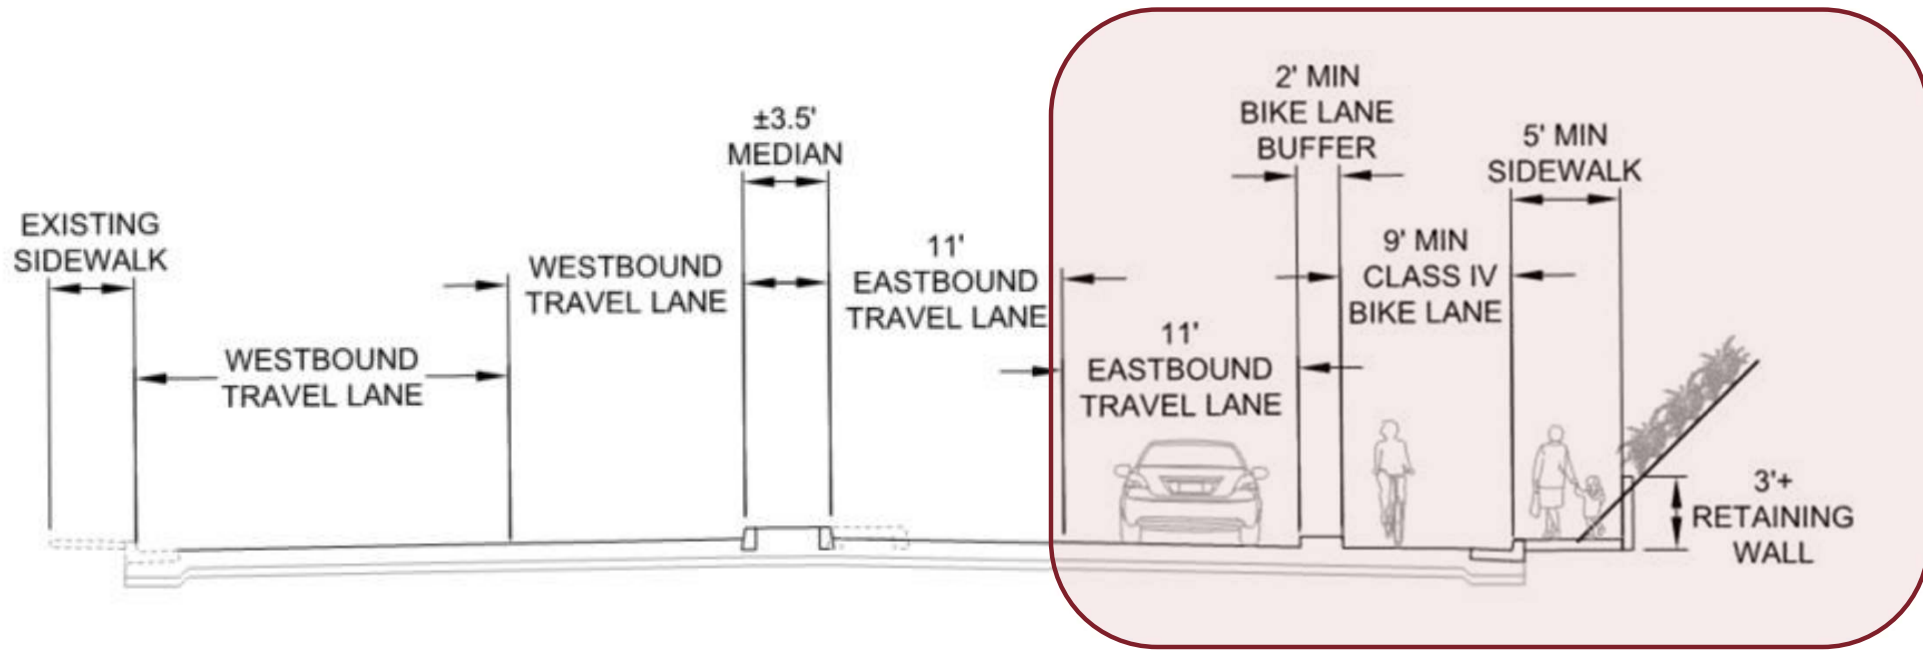 EXISTING
SIDEWALK
WESTBOUND
TRAVEL LANE
WESTBOUND
TRAVEL LANE
±3.5'
MEDIAN
11'
EASTBOUND
TRAVEL LANE
11'
EASTBOUND
TRAVEL LANE
2' MIN
BIKE LANE
BUFFER
9' MIN
CLASS IV
BIKE LANE
5' MIN
SIDEWALK
3'+
RETAINING
WALL